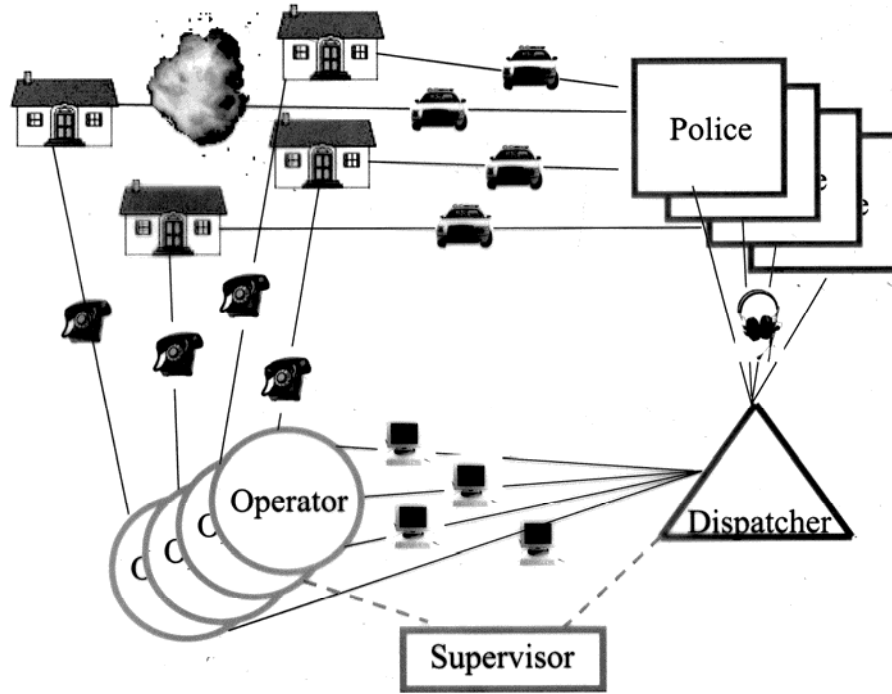 Police
e
e
Operator
O
O
O
Dispatcher
Supervisor